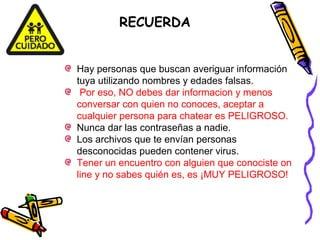 RECUERDA
PERO
CUIDADO
Hay personas que buscan averiguar información
tuya utilizando nombres y edades falsas.
Por eso, NO debes dar informacion y menos
conversar con quien no conoces, aceptar a
cualquier persona para chatear es PELIGROSO.
Nunca dar las contraseñas a nadie.
Los archivos que te envían personas
desconocidas pueden contener virus.
Tener un encuentro con alguien que conociste on
line y no sabes quién es, es ¡MUY PELIGROSO!